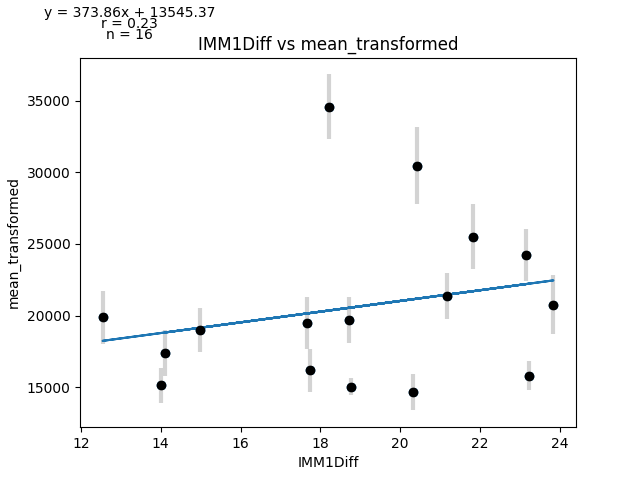 y = 373.86x + 13545.37
r = 0.23
n = 16
IMM1Diff vs mean_transformed
35000
30000
25000
20000
15000
mean_transformed
12
14
16
18
20
22
24
IMM1Diff